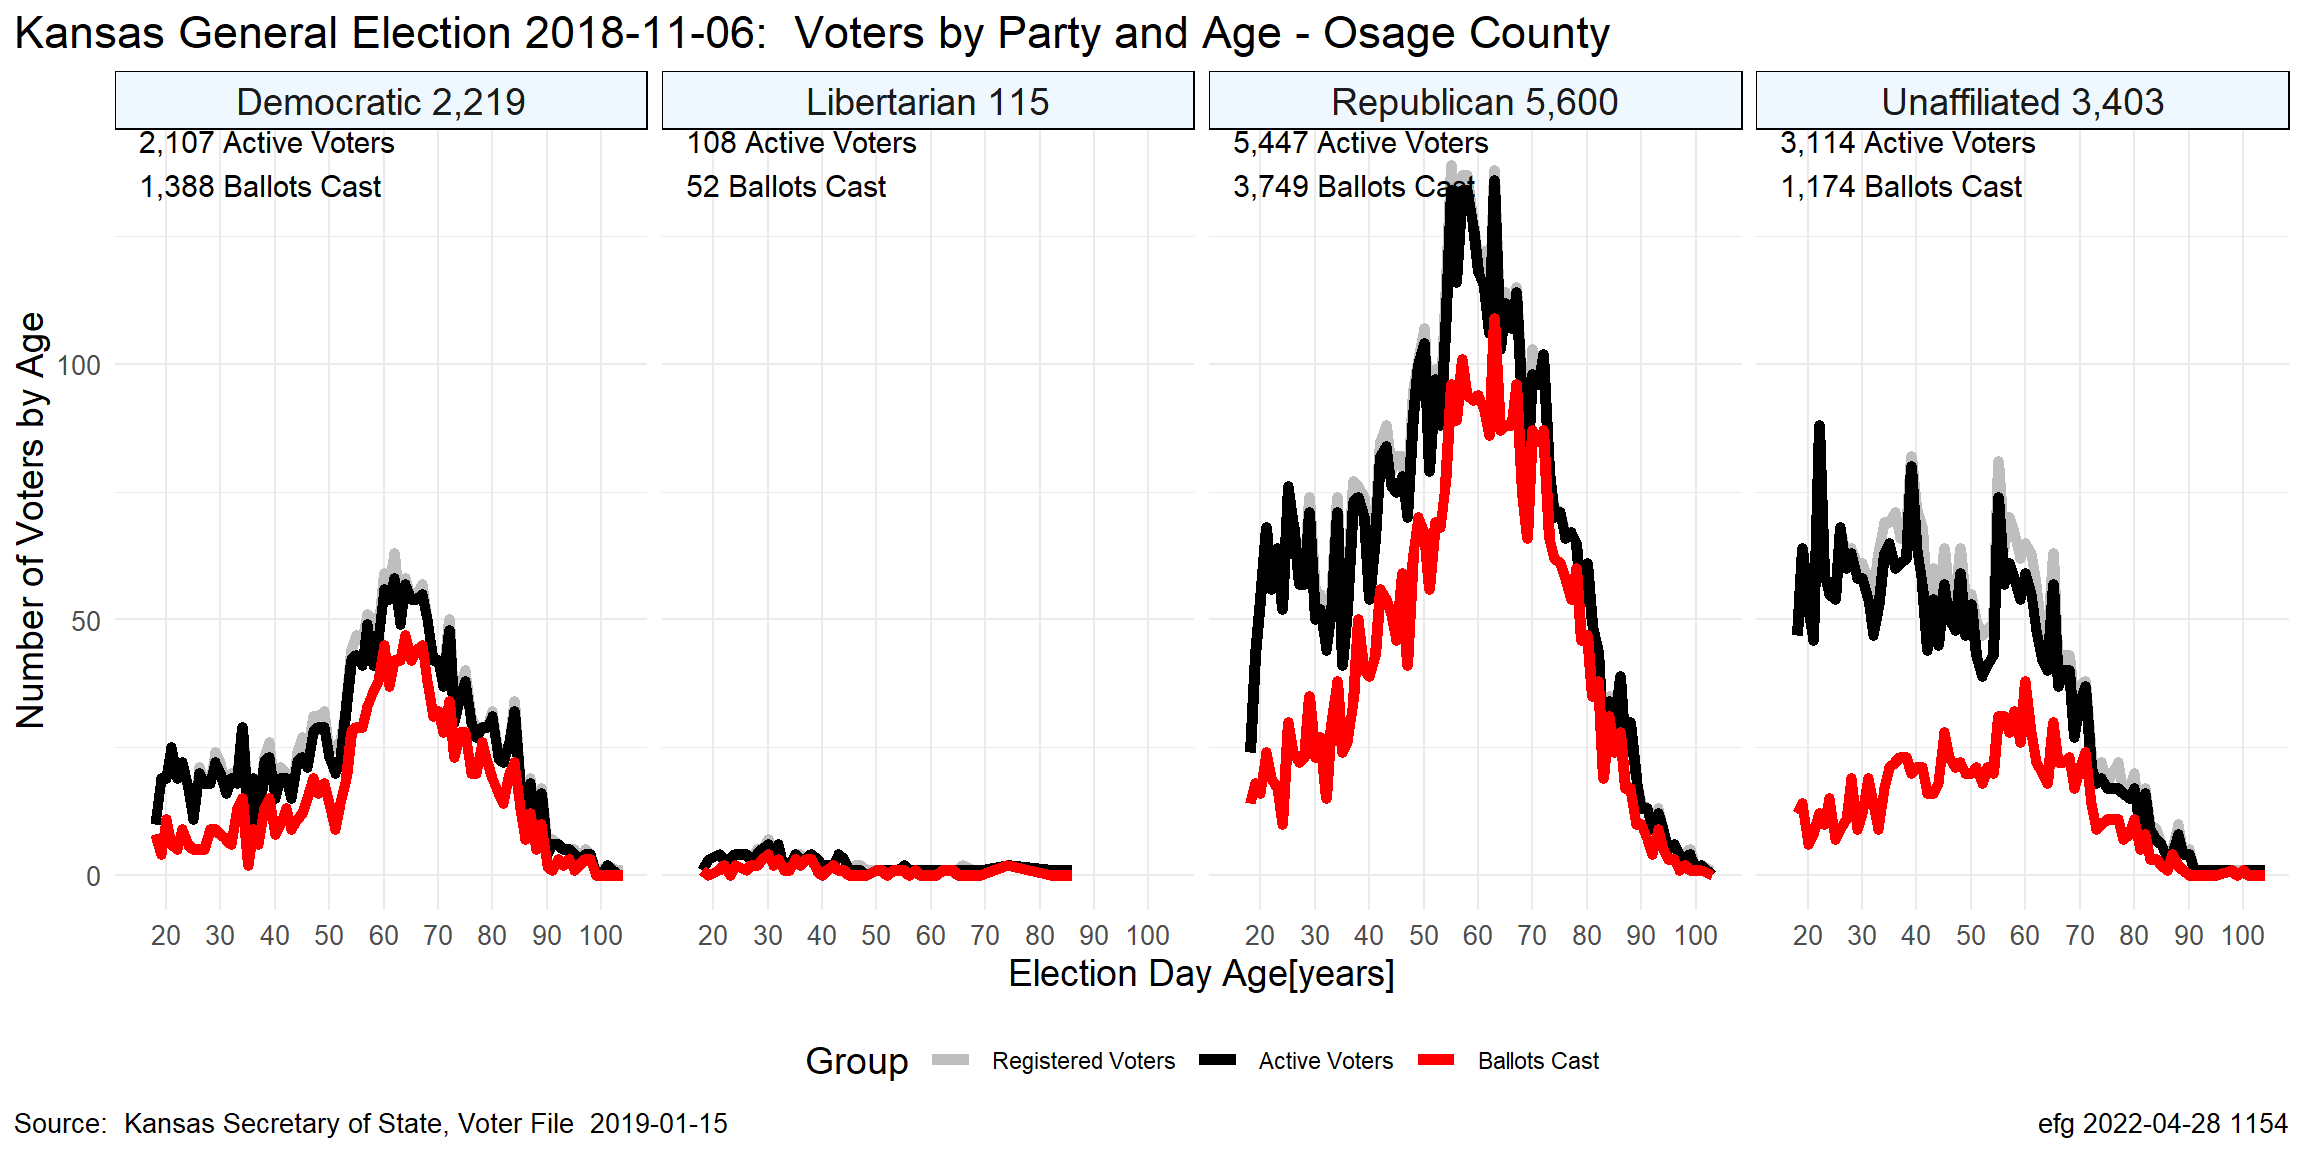 Kansas General Election 2018-11-06:  Voters by Party and Age - Osage County
Democratic 2,219
Libertarian 115
Republican 5,600
Unaffiliated 3,403
2,107 Active Voters
1,388 Ballots Cast
108 Active Voters
52 Ballots Cast
5,447 Active Voters
3,749 Ballots Cast
3,114 Active Voters
1,174 Ballots Cast
Number of Voters by Age
100
50
0
20 30 40 50 60 70 80 90 100
20 30 40 50 60 70 80 90 100
20 30 40 50 60 70 80 90 100
20 30 40 50 60 70 80 90 100
Election Day Age[years]
Group Registered Voters Active Voters Ballots Cast
Source:  Kansas Secretary of State, Voter File  2019-01-15
efg 2022-04-28 1154